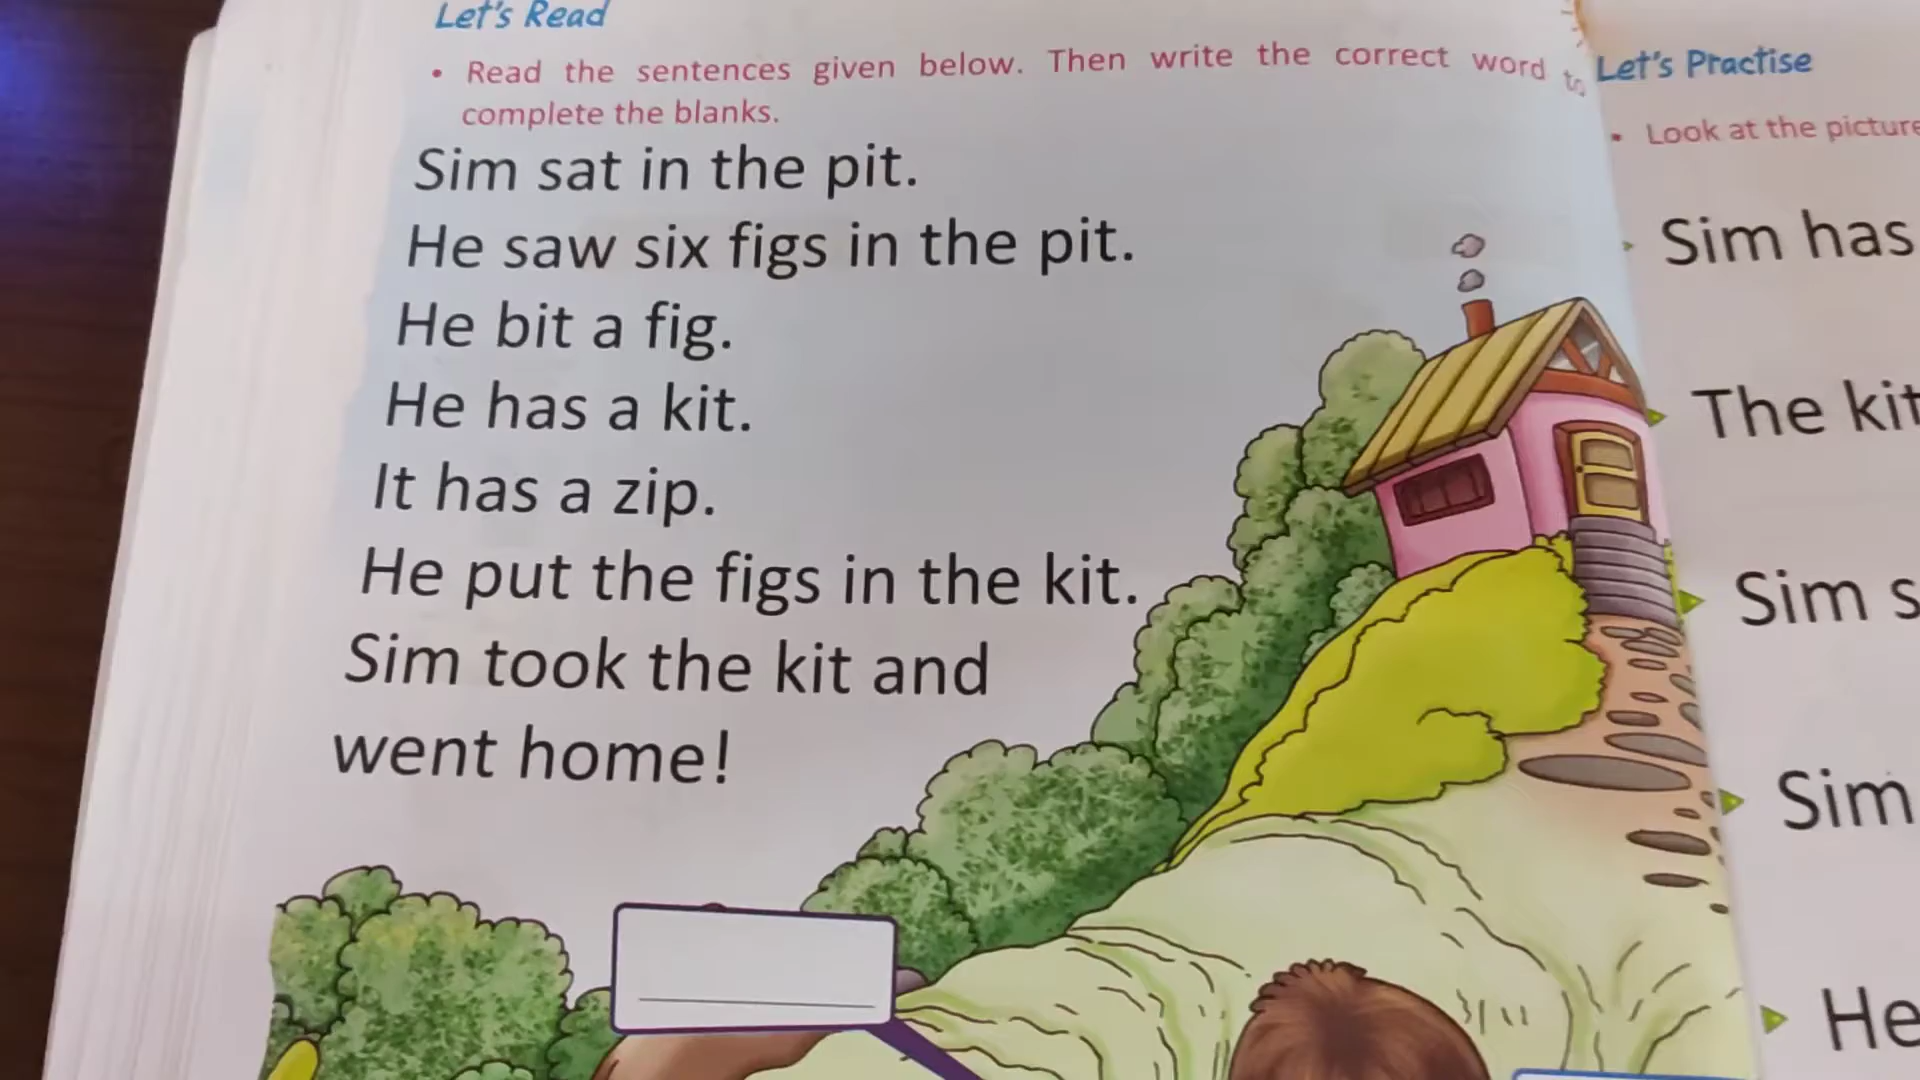 Let's Read
• Read the sentences given below. Then write the correct word to
complete the blanks.
Sim sat in the pit.
He saw six figs in the pit.
He bit a fig.
He has a kit.
It has a zip.
He put the figs in the kit.
Sim took the kit and
went home!
Let's Practise
• Look at the picture
Sim has
The kit
Sim s
Sim
He